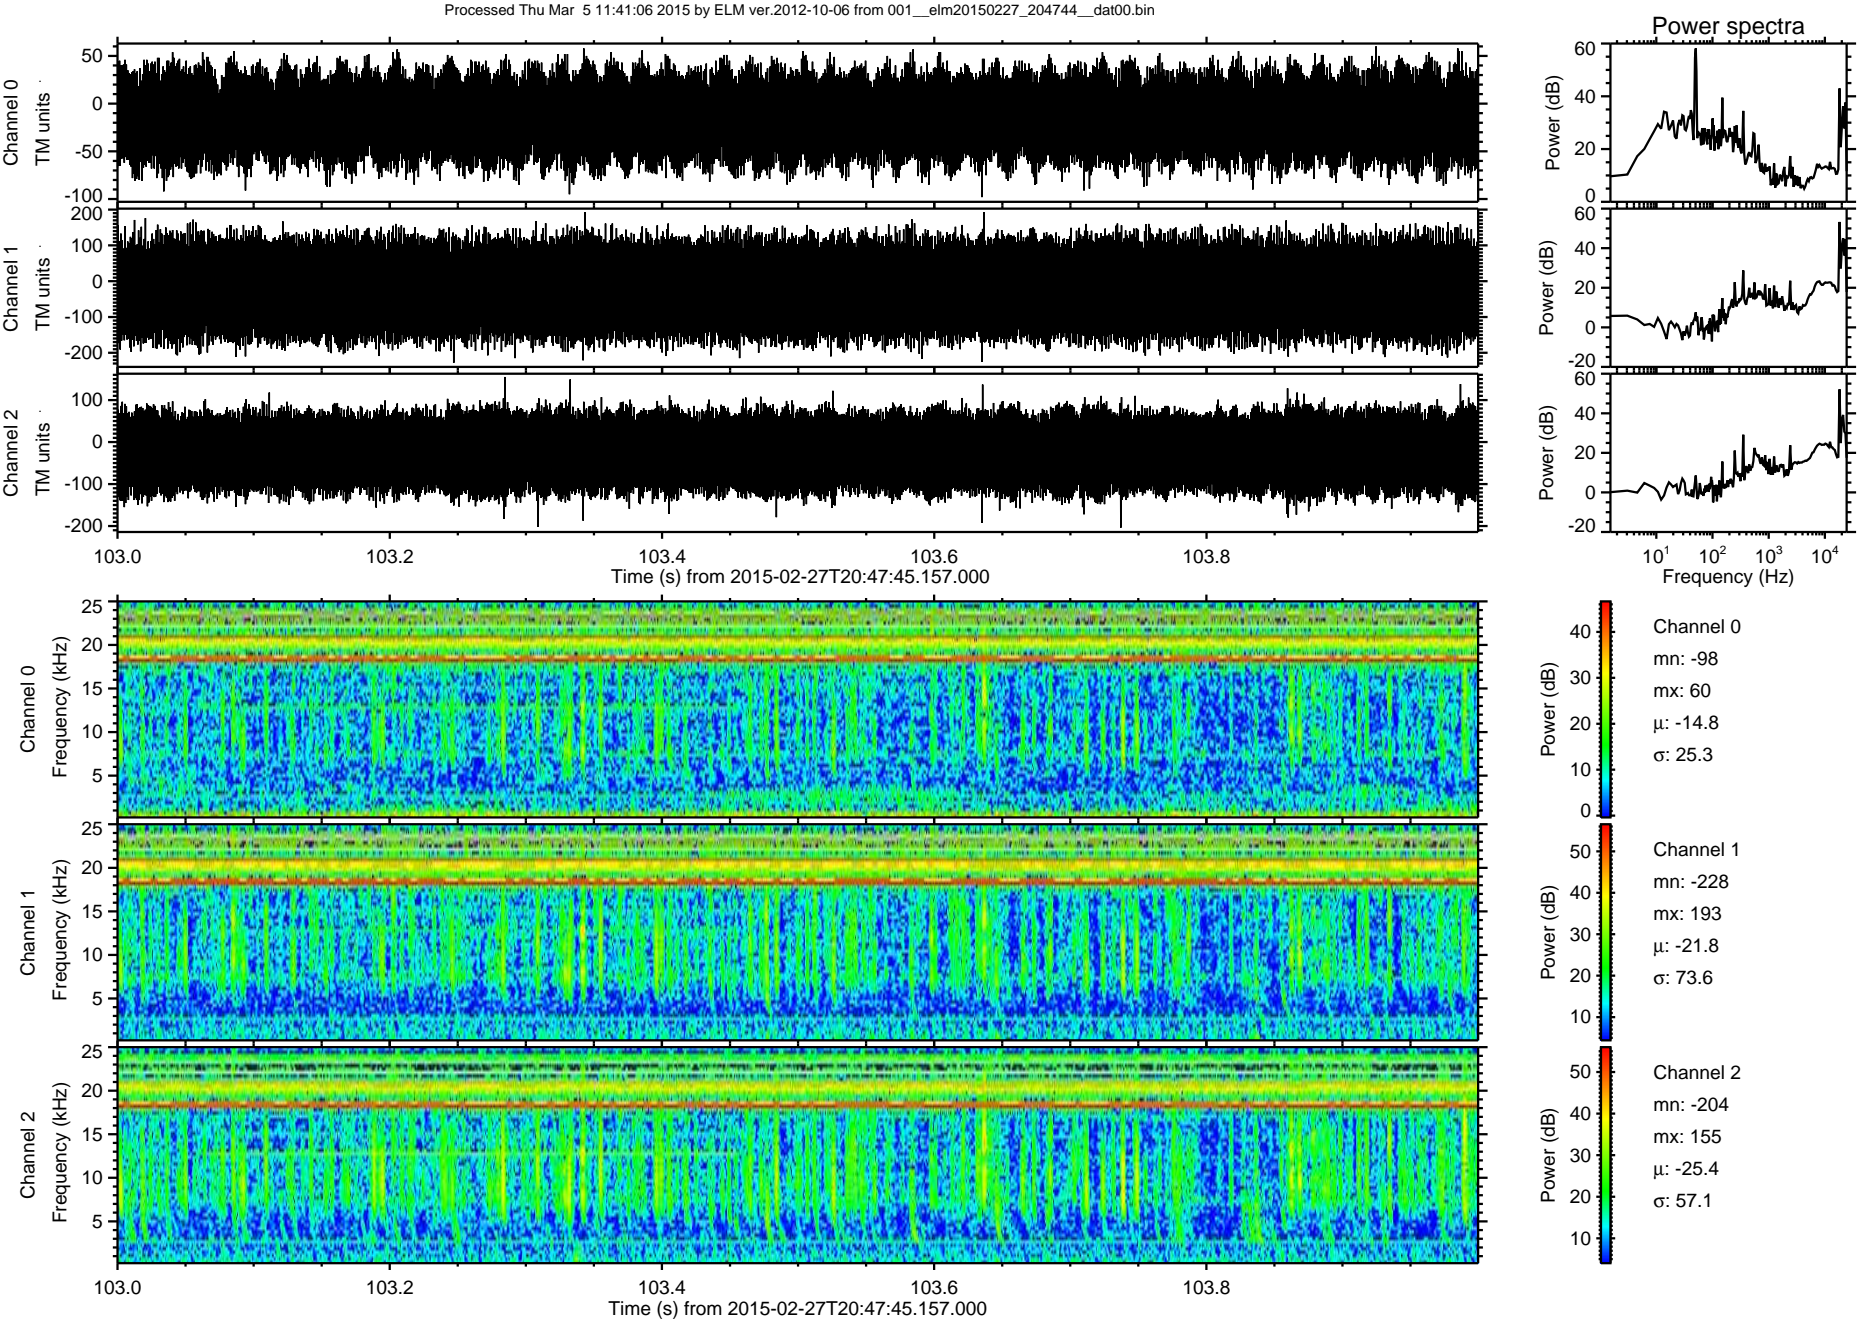 Processed Thu Mar  5 11:41:06 2015 by ELM ver.2012-10-06 from 001__elm20150227_204744__dat00.bin
Power spectra
Channel 0
TM units
50
0
-50
-100
Power (dB)
60
40
20
0
Channel 1
TM units
200
100
0
-100
-200
Power (dB)
60
40
20
0
-20
Channel 2
TM units
100
0
-100
-200
Power (dB)
60
40
20
0
-20
103.0 103.2 103.4 103.6 103.8
Time (s) from 2015-02-27T20:47:45.157.000
10¹ 10² 10³ 10⁴
Frequency (Hz)
Channel 0
Frequency (kHz)
25
20
15
10
5
Power (dB)
40
30
20
10
0
Channel 0
mn: -98
mx: 60
μ: -14.8
σ: 25.3
Channel 1
Frequency (kHz)
25
20
15
10
5
Power (dB)
50
40
30
20
10
Channel 1
mn: -228
mx: 193
μ: -21.8
σ: 73.6
Channel 2
Frequency (kHz)
25
20
15
10
5
Power (dB)
50
40
30
20
10
Channel 2
mn: -204
mx: 155
μ: -25.4
σ: 57.1
103.0 103.2 103.4 103.6 103.8
Time (s) from 2015-02-27T20:47:45.157.000